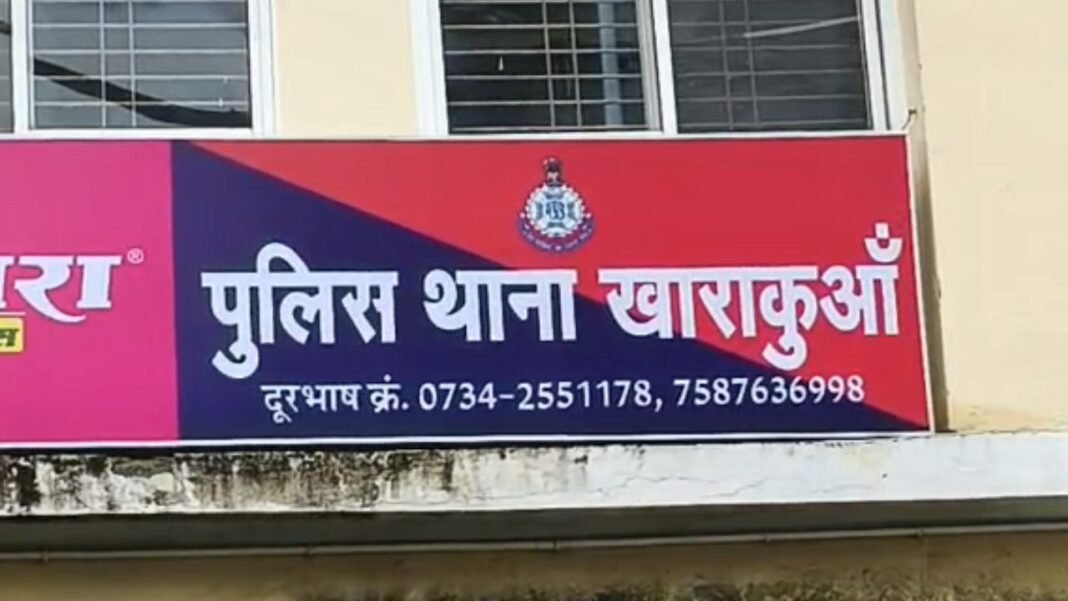 पुलिस थाना खाराकुआँ
दूरभाष क्रं. 0734-2551178, 7587636998